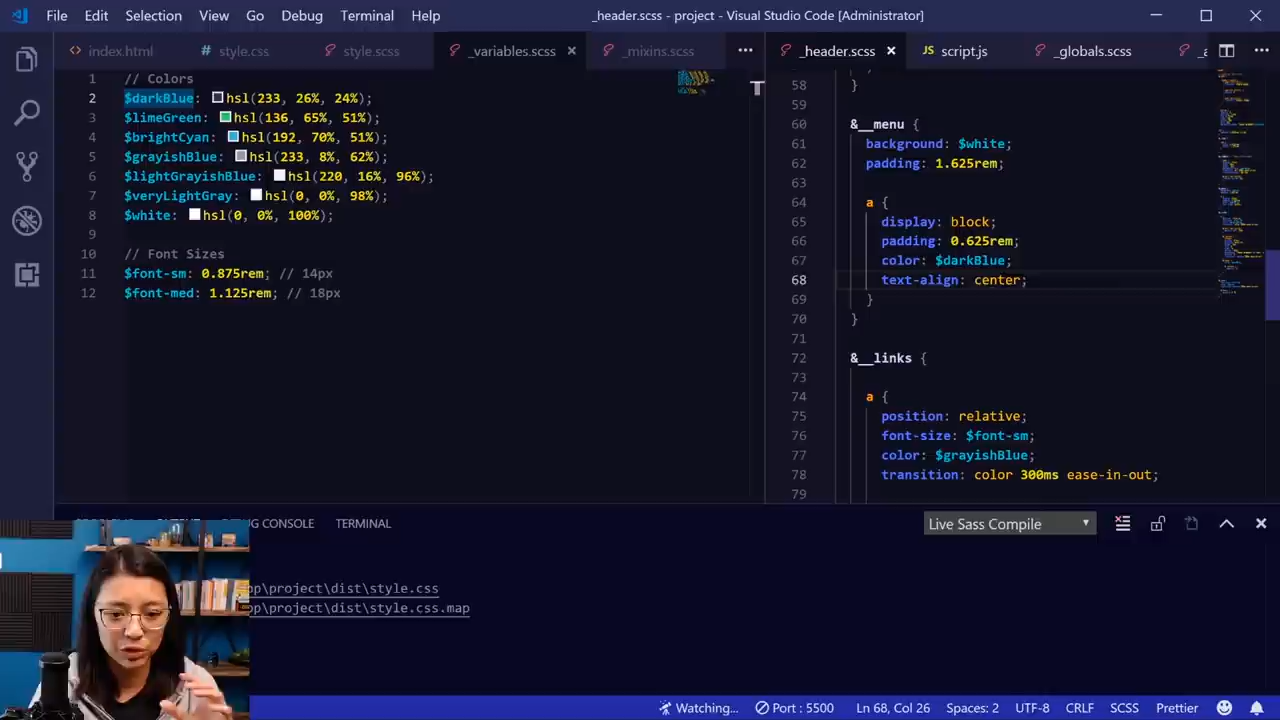 File Edit Selection View Go Debug Terminal Help
_header.scss - project - Visual Studio Code [Administrator]
index.html
style.css
style.scss
_variables.scss
_mixins.scss
1 // Colors
2 $darkBlue: hsl(233, 26%, 24%);
3 $limeGreen: hsl(136, 65%, 51%);
4 $brightCyan: hsl(192, 70%, 51%);
5 $grayishBlue: hsl(233, 8%, 62%);
6 $lightGrayishBlue: hsl(220, 16%, 96%);
7 $veryLightGray: hsl(0, 0%, 98%);
8 $white: hsl(0, 0%, 100%);
9
10 // Font Sizes
11 $font-sm: 0.875rem; // 14px
12 $font-med: 1.125rem; // 18px
_header.scss
JS script.js
_globals.scss
58 }
59
60 &__menu {
61 background: $white;
62 padding: 1.625rem;
63
64 a {
65 display: block;
66 padding: 0.625rem;
67 color: $darkBlue;
68 text-align: center;
69 }
70 }
71
72 &__links {
73
74 a {
75 position: relative;
76 font-size: $font-sm;
77 color: $grayishBlue;
78 transition: color 300ms ease-in-out;
79
CONSOLE TERMINAL
Live Sass Compile
\project\dist\style.css
\project\dist\style.css.map
Watching... Port : 5500 Ln 68, Col 26 Spaces: 2 UTF-8 CRLF SCSS Prettier